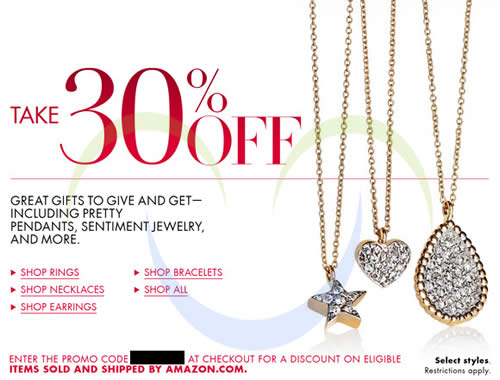 TAKE 30% OFF
GREAT GIFTS TO GIVE AND GET—
INCLUDING PRETTY
PENDANTS, SENTIMENT JEWELRY,
AND MORE.
SHOP RINGS
SHOP BRACELETS
SHOP NECKLACES
SHOP ALL
SHOP EARRINGS
ENTER THE PROMO CODE AT CHECKOUT FOR A DISCOUNT ON ELIGIBLE
ITEMS SOLD AND SHIPPED BY AMAZON.COM.
Select styles.
Restrictions apply.